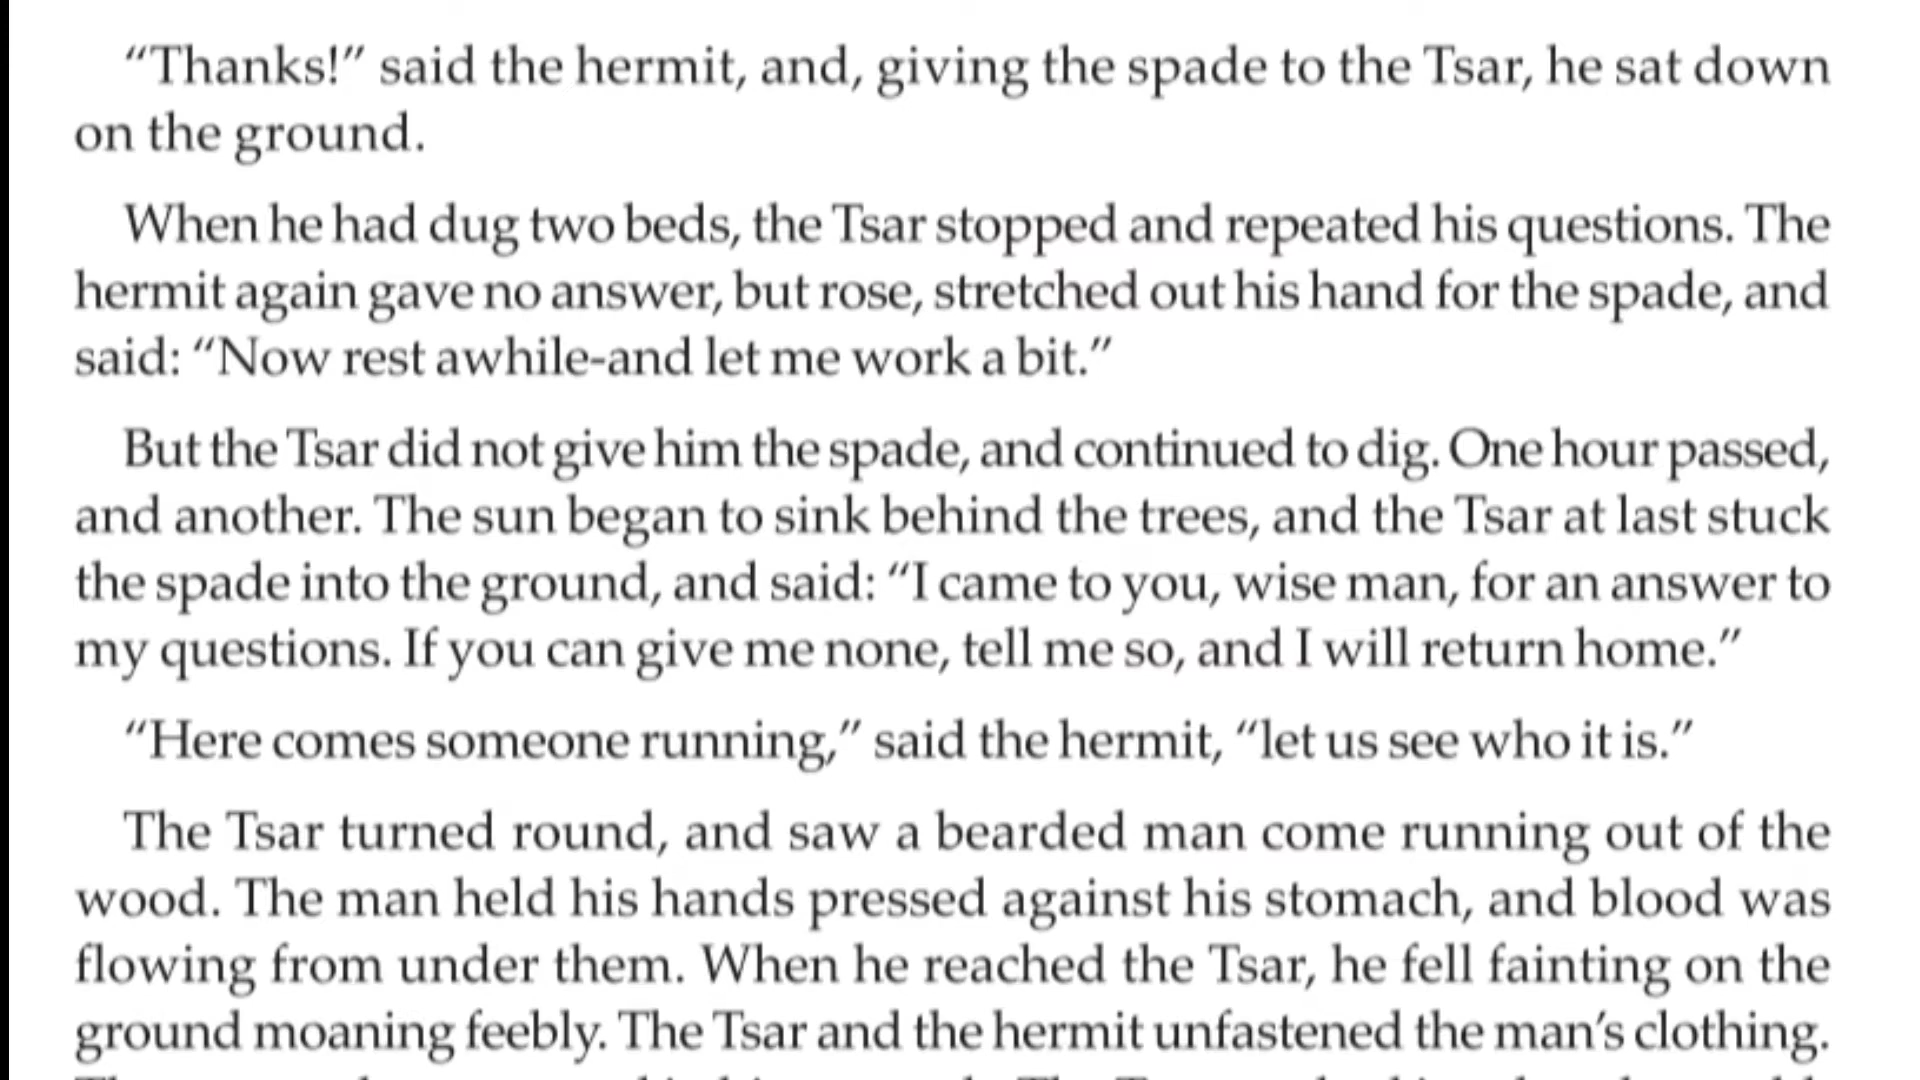 “Thanks!” said the hermit, and, giving the spade to the Tsar, he sat down
on the ground.
When he had dug two beds, the Tsar stopped and repeated his questions. The
hermit again gave no answer, but rose, stretched out his hand for the spade, and
said: “Now rest awhile-and let me work a bit.”
But the Tsar did not give him the spade, and continued to dig. One hour passed,
and another. The sun began to sink behind the trees, and the Tsar at last stuck
the spade into the ground, and said: “I came to you, wise man, for an answer to
my questions. If you can give me none, tell me so, and I will return home.”
“Here comes someone running,” said the hermit, “let us see who it is.”
The Tsar turned round, and saw a bearded man come running out of the
wood. The man held his hands pressed against his stomach, and blood was
flowing from under them. When he reached the Tsar, he fell fainting on the
ground moaning feebly. The Tsar and the hermit unfastened the man’s clothing.